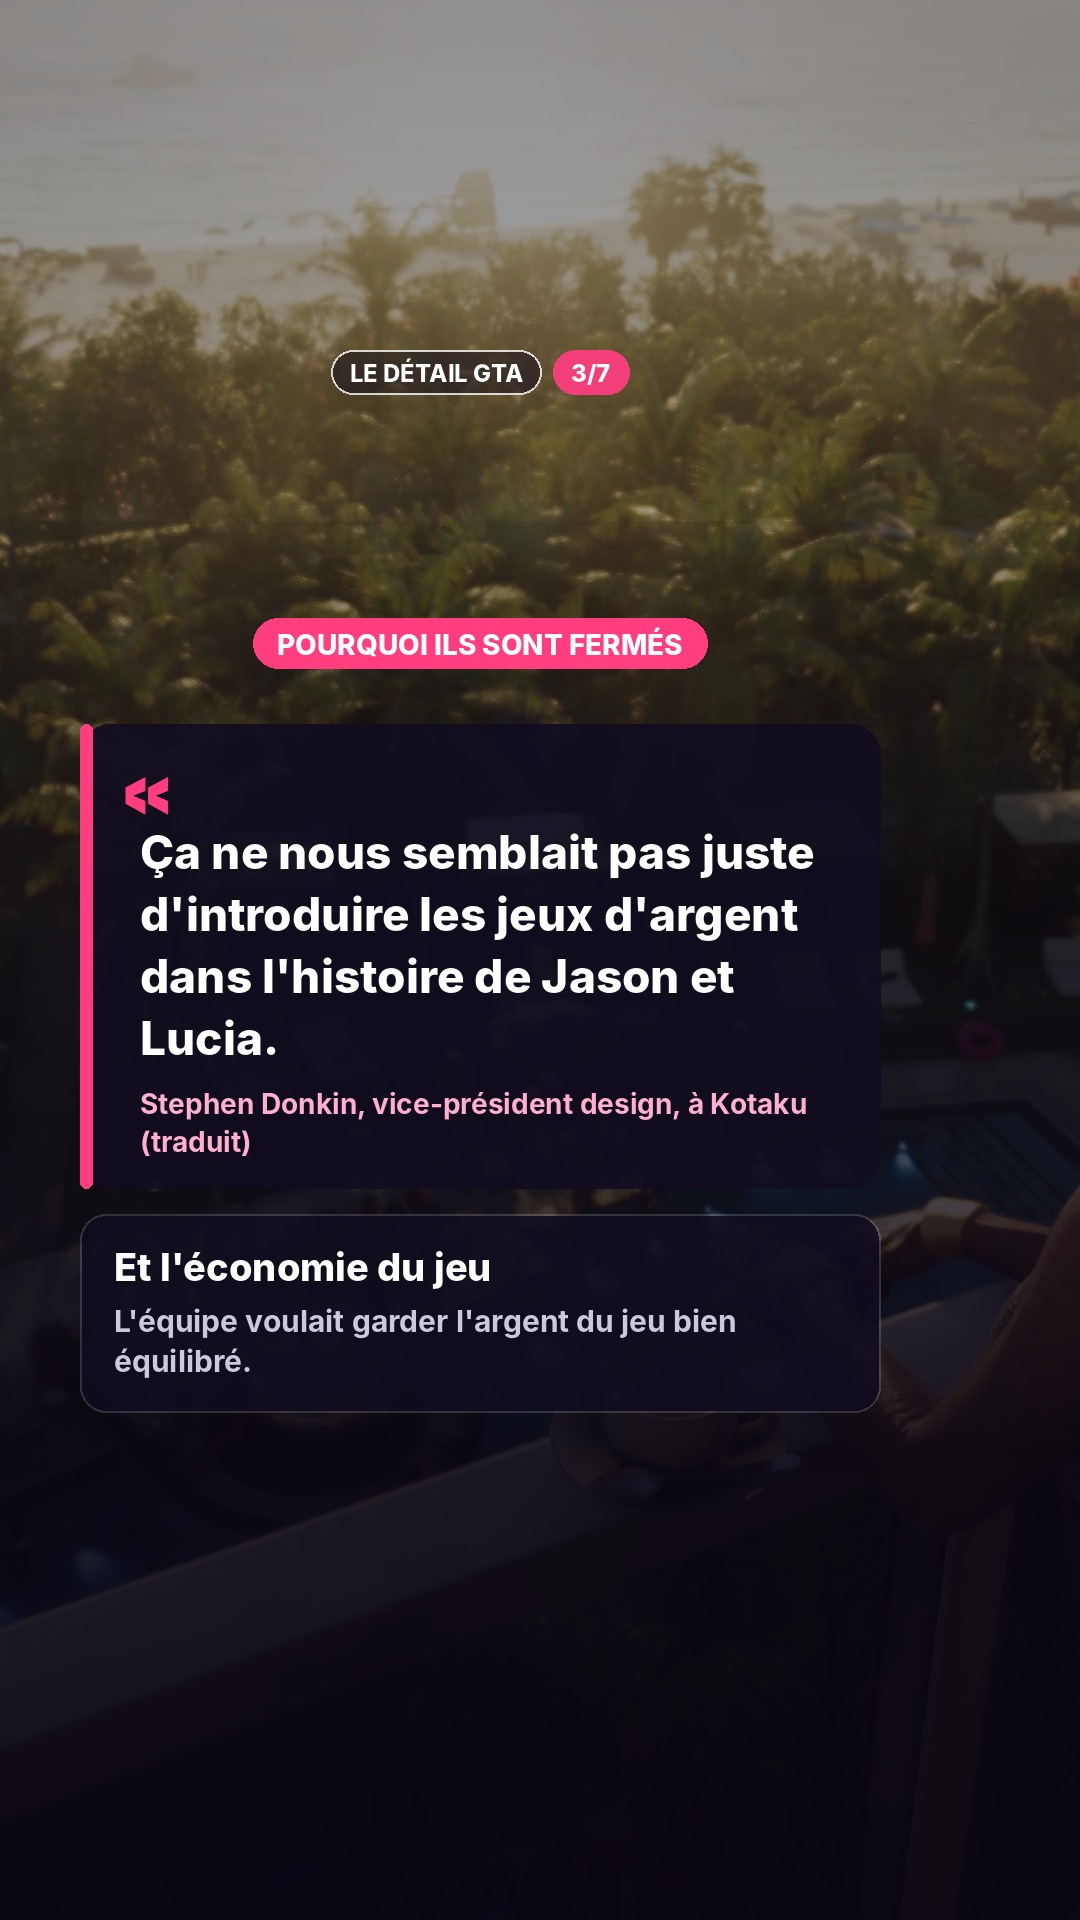 LE DÉTAIL GTA 3/7
POURQUOI ILS SONT FERMÉS
«
Ça ne nous semblait pas juste
d'introduire les jeux d'argent
dans l'histoire de Jason et
Lucia.
Stephen Donkin, vice-président design, à Kotaku
(traduit)
Et l'économie du jeu
L'équipe voulait garder l'argent du jeu bien
équilibré.